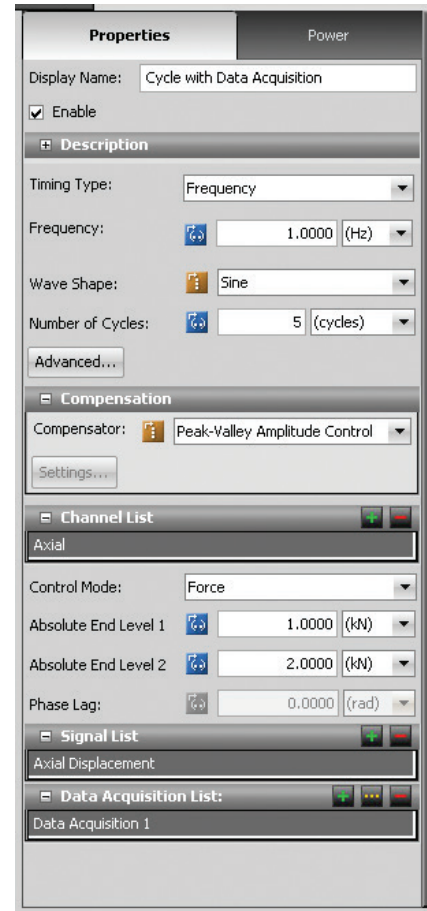 Properties Power
Display Name: Cycle with Data Acquisition
Enable
Description
Timing Type: Frequency
Frequency: 1.0000 (Hz)
Wave Shape: Sine
Number of Cycles: 5 (cycles)
Advanced...
Compensation
Compensator: Peak-Valley Amplitude Control
Settings...
Channel List
Axial
Control Mode: Force
Absolute End Level 1 1.0000 (kN)
Absolute End Level 2 2.0000 (kN)
Phase Lag: 0.0000 (rad)
Signal List
Axial Displacement
Data Acquisition List:
Data Acquisition 1